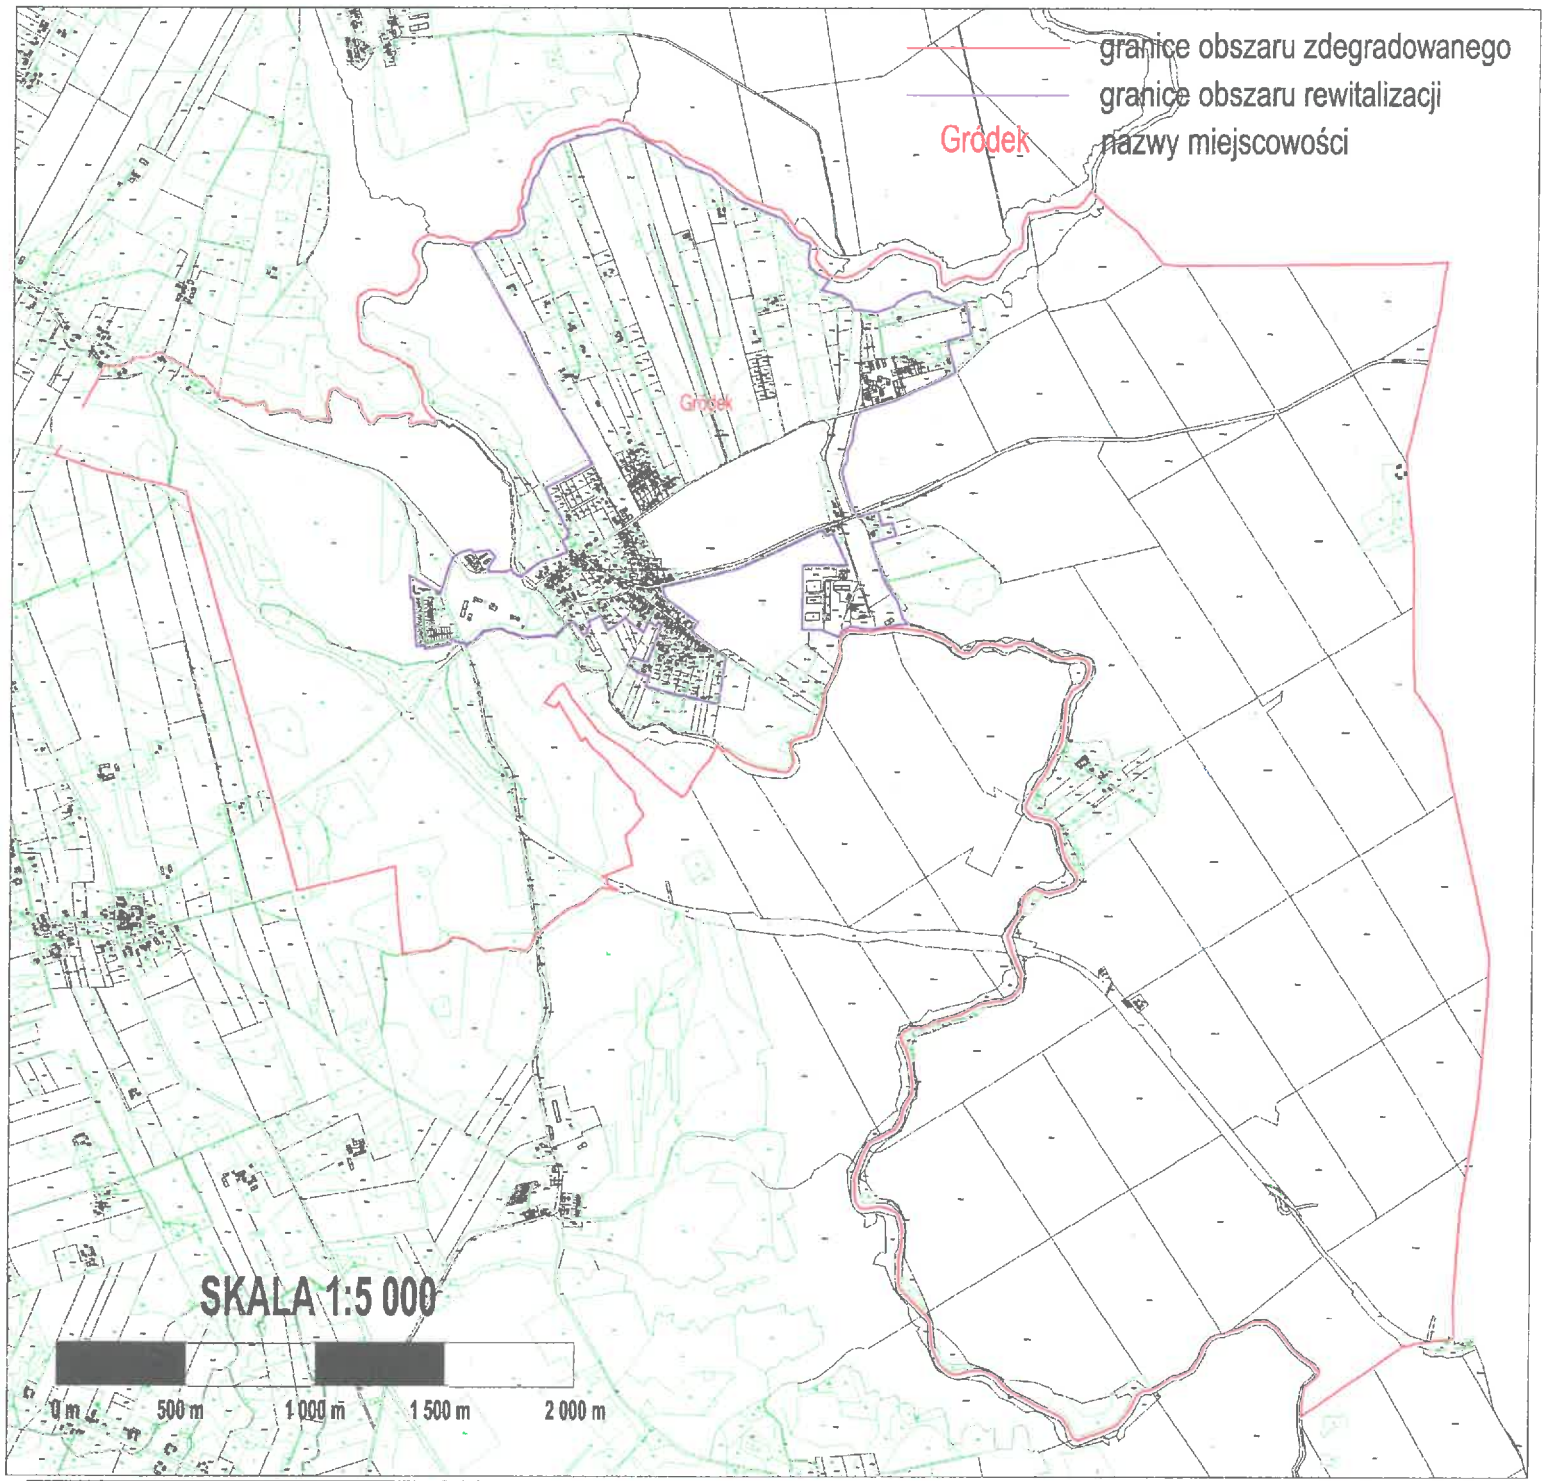 granice obszaru zdegradowanego
granice obszaru rewitalizacji
Gródek nazwy miejscowości
Gródek
SKALA 1:5 000
0 m 500 m 1 000 m 1 500 m 2 000 m